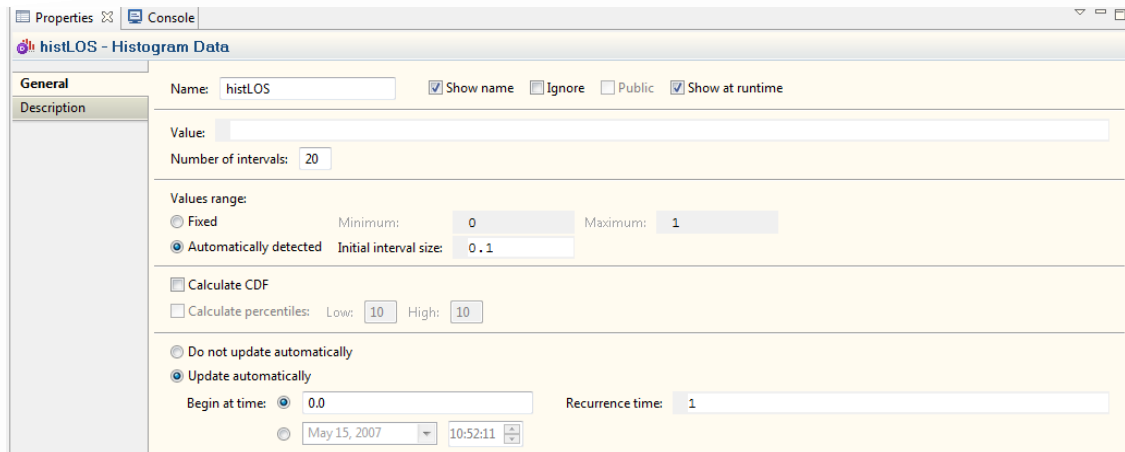 Properties Console
histLOS - Histogram Data
General
Description
Name: histLOS Show name Ignore Public Show at runtime
Value:
Number of intervals: 20
Values range:
Fixed Minimum: 0 Maximum: 1
Automatically detected Initial interval size: 0.1
Calculate CDF
Calculate percentiles: Low: 10 High: 10
Do not update automatically
Update automatically
Begin at time: 0.0 Recurrence time: 1
May 15, 2007 10:52:11